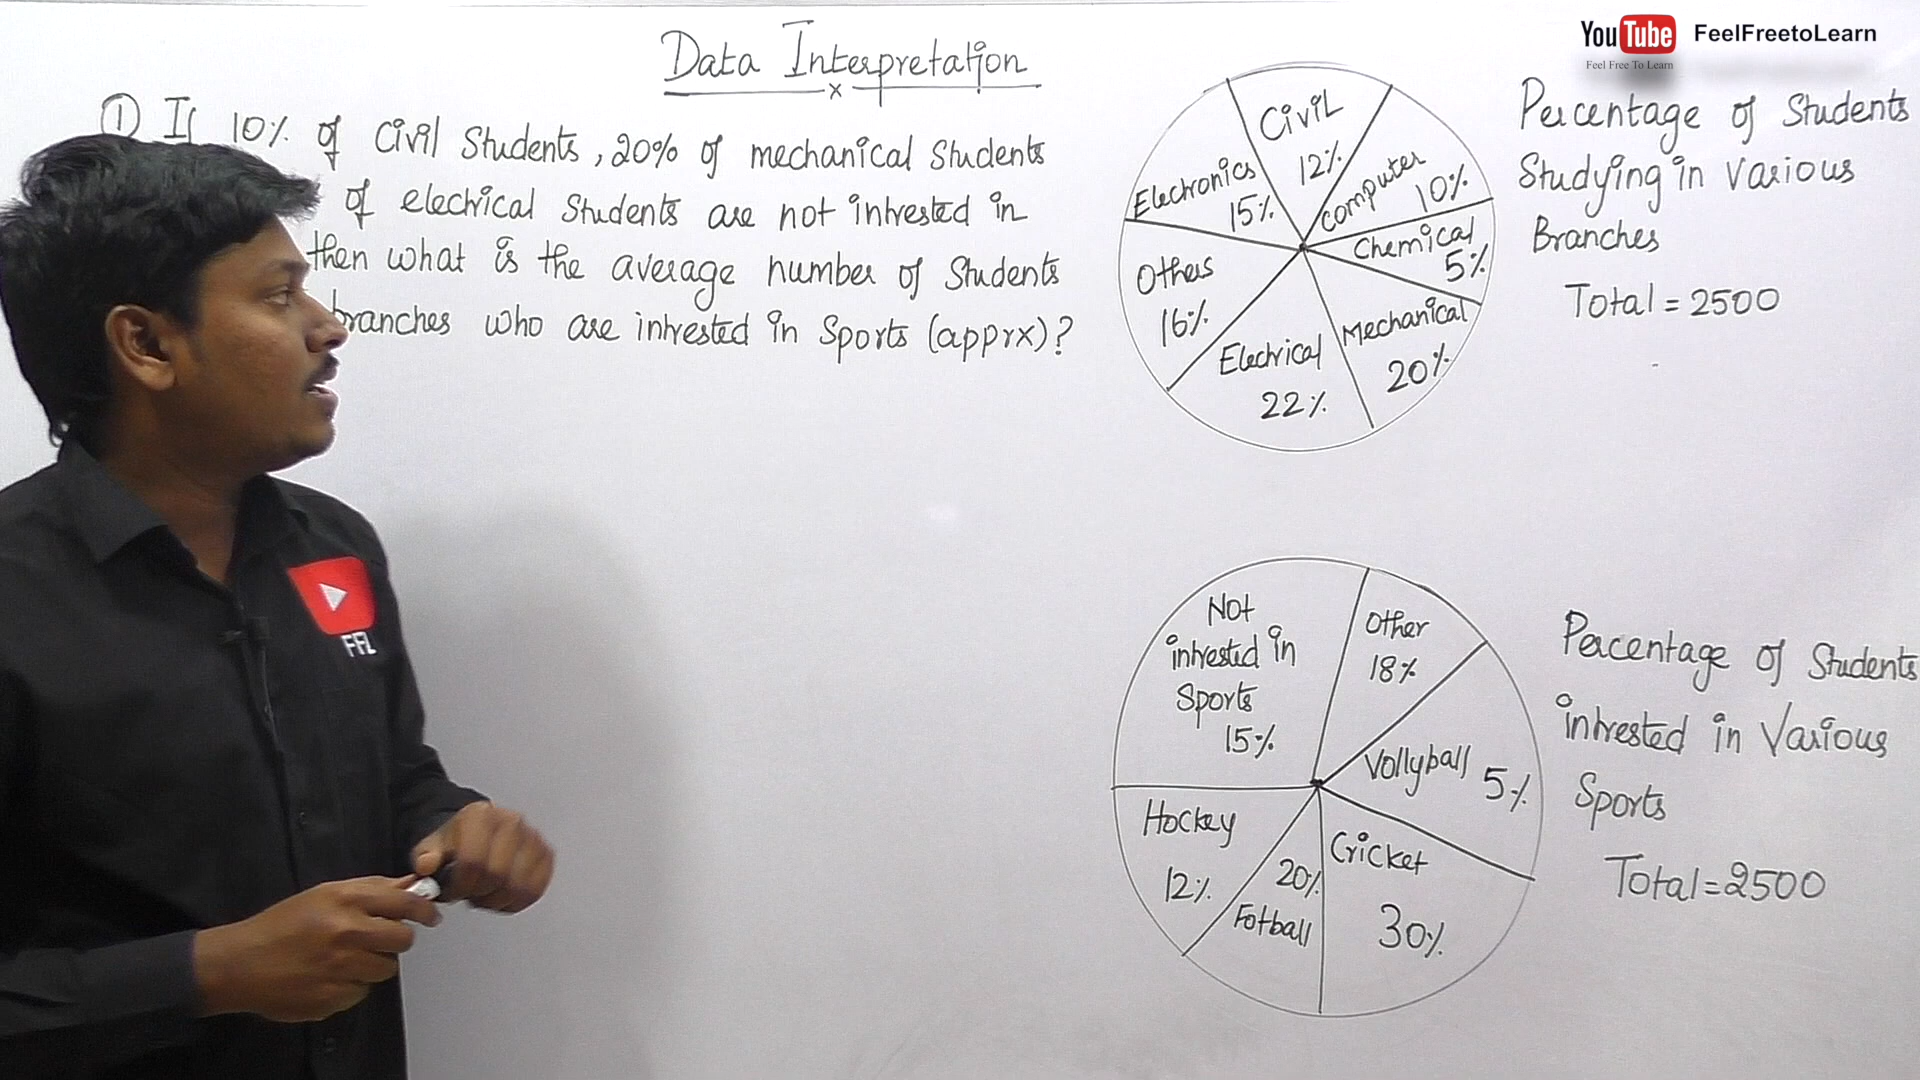 Data Interpretation
x
YouTube
FeelFreetoLearn
Feel Free To Learn
① If 10% of Civil Students, 20% of mechanical Students
of electrical Students are not intrested in
then what is the average number of Students
branches who are intrested in Sports (apprx)?
Civil
12%
Computer
10%
Chemical
5%
Mechanical
20%
Electrical
22%
Others
16%
Electronics
15%
Percentage of Students
Studying in Various
Branches
Total = 2500
Not
intrested in
Sports
15%
Other
18%
Vollyball 5%
Cricket
30%
20%
Fotball
Hockey
12%
Percentage of Students
intrested in Various
Sports
Total=2500
FFL